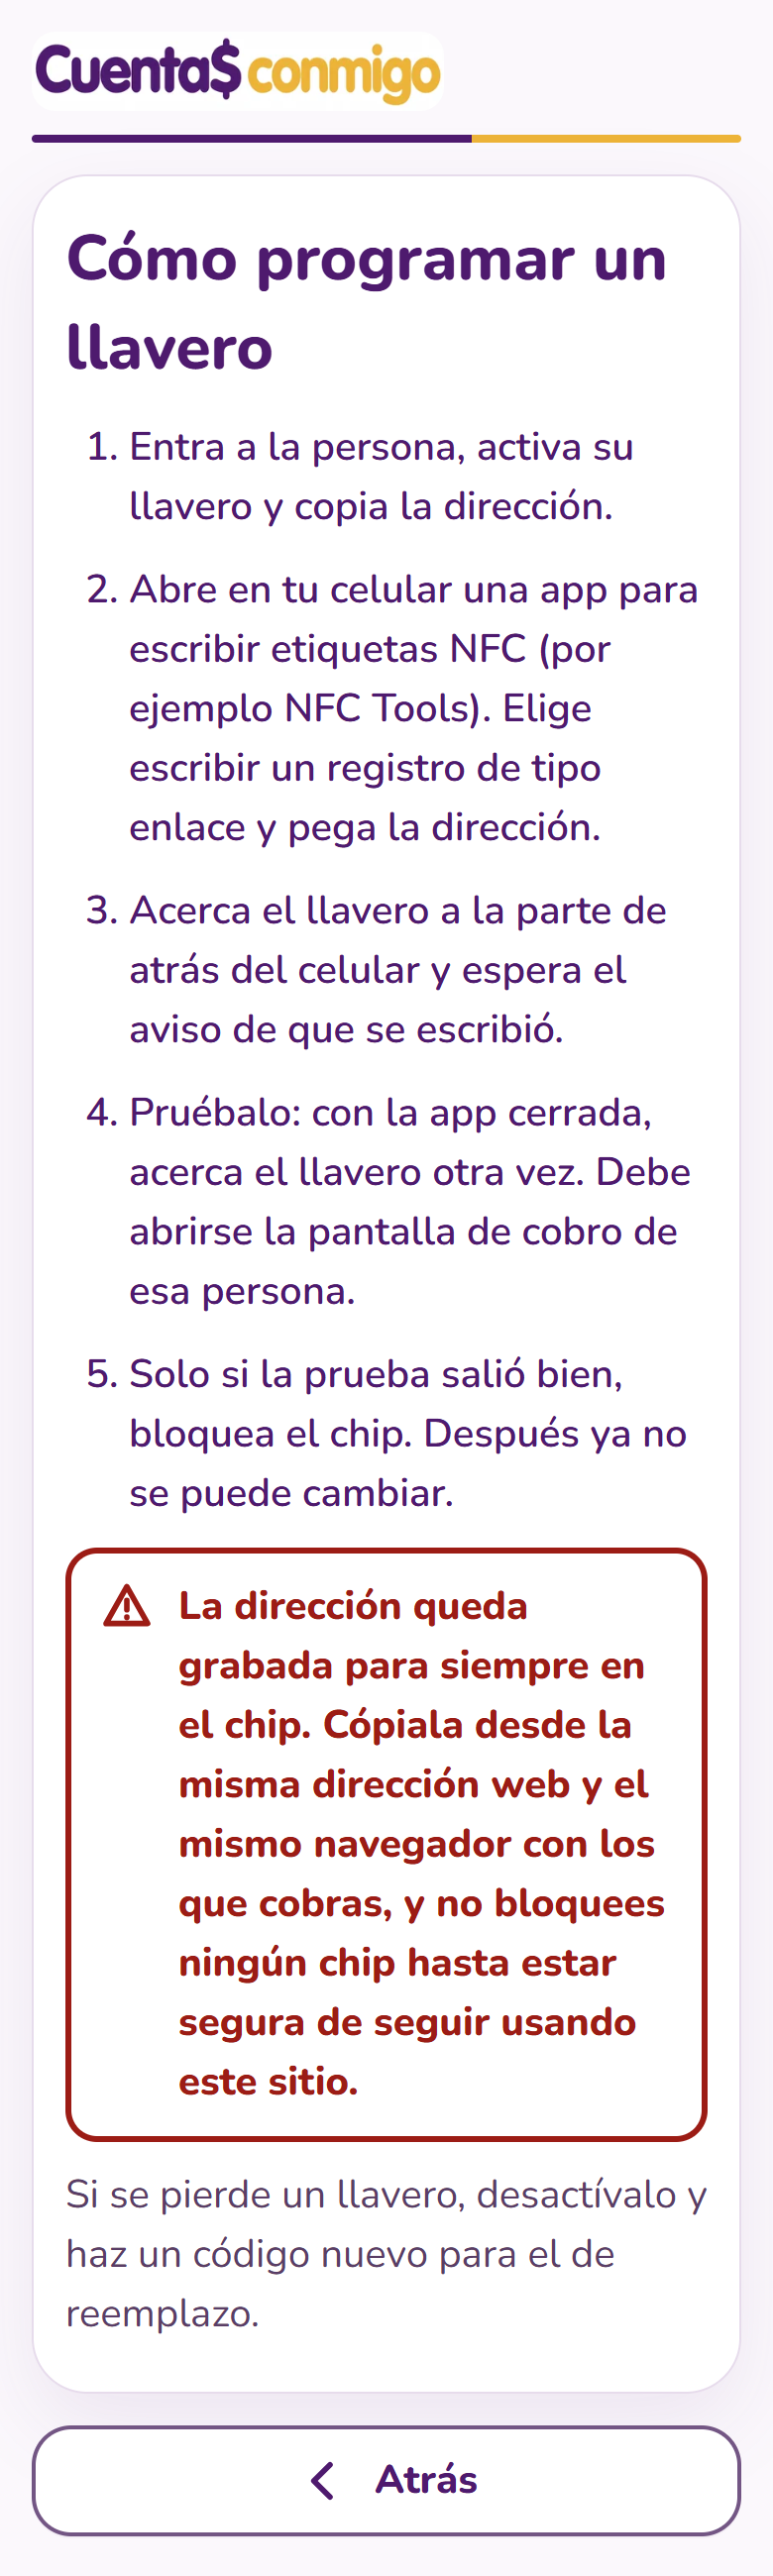 Cuenta$ conmigo
Cómo programar un
llavero
1. Entra a la persona, activa su
llavero y copia la dirección.
2. Abre en tu celular una app para
escribir etiquetas NFC (por
ejemplo NFC Tools). Elige
escribir un registro de tipo
enlace y pega la dirección.
3. Acerca el llavero a la parte de
atrás del celular y espera el
aviso de que se escribió.
4. Pruébalo: con la app cerrada,
acerca el llavero otra vez. Debe
abrirse la pantalla de cobro de
esa persona.
5. Solo si la prueba salió bien,
bloquea el chip. Después ya no
se puede cambiar.
La dirección queda
grabada para siempre en
el chip. Cópiala desde la
misma dirección web y el
mismo navegador con los
que cobras, y no bloquees
ningún chip hasta estar
segura de seguir usando
este sitio.
Si se pierde un llavero, desactívalo y
haz un código nuevo para el de
reemplazo.
Atrás